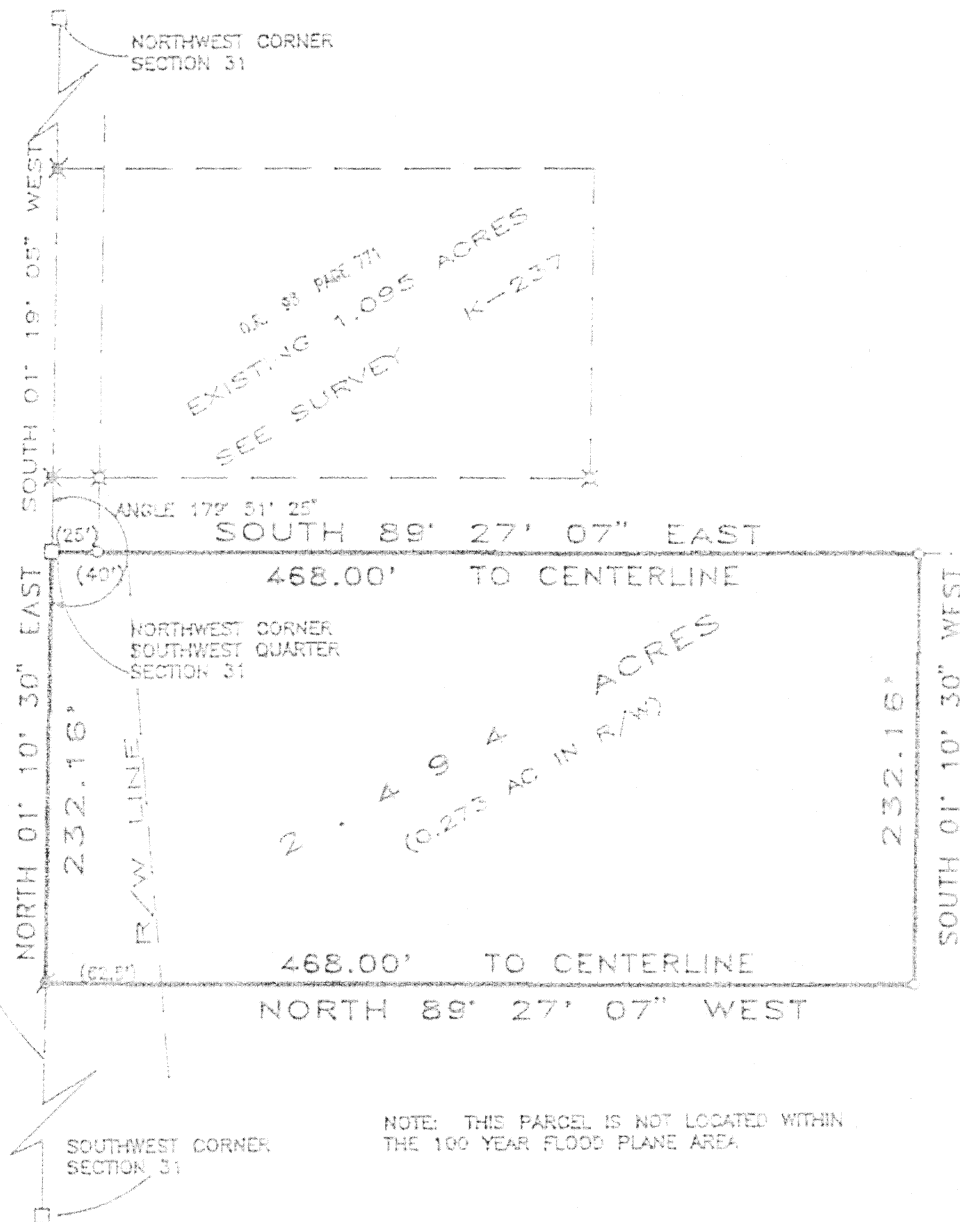 NORTHWEST CORNER
SECTION 31
SOUTH 01' 19' 05" WEST
D.R. 98 PAGE 771
EXISTING 1.095 ACRES
SEE SURVEY K-237
ANGLE 179' 51' 25"
SOUTH 89' 27' 07" EAST
(25')
(40')
468.00' TO CENTERLINE
NORTHWEST CORNER
SOUTHWEST QUARTER
SECTION 31
NORTH 01' 10' 30" EAST
232.16'
R/W LINE
2.494 ACRES
(0.273 AC IN R/W)
232.16'
SOUTH 01' 10' 30" WEST
(62.5')
468.00' TO CENTERLINE
NORTH 89' 27' 07" WEST
NOTE: THIS PARCEL IS NOT LOCATED WITHIN
THE 100 YEAR FLOOD PLANE AREA
SOUTHWEST CORNER
SECTION 31